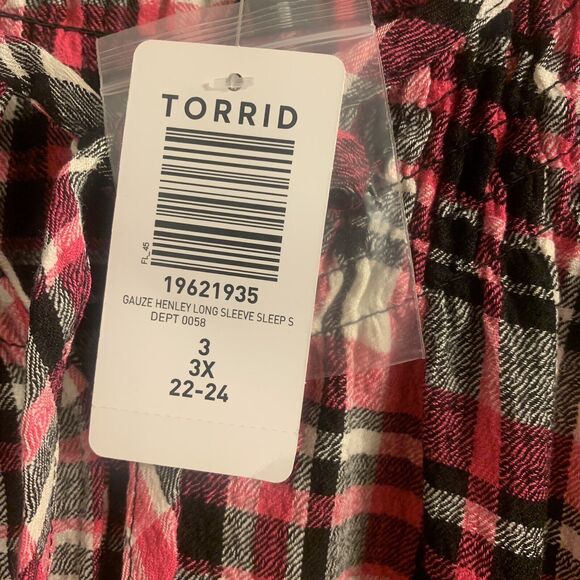 TORRID
FL_45
19621935
GAUZE HENLEY LONG SLEEVE SLEEP S
DEPT 0058
3
3X
22-24